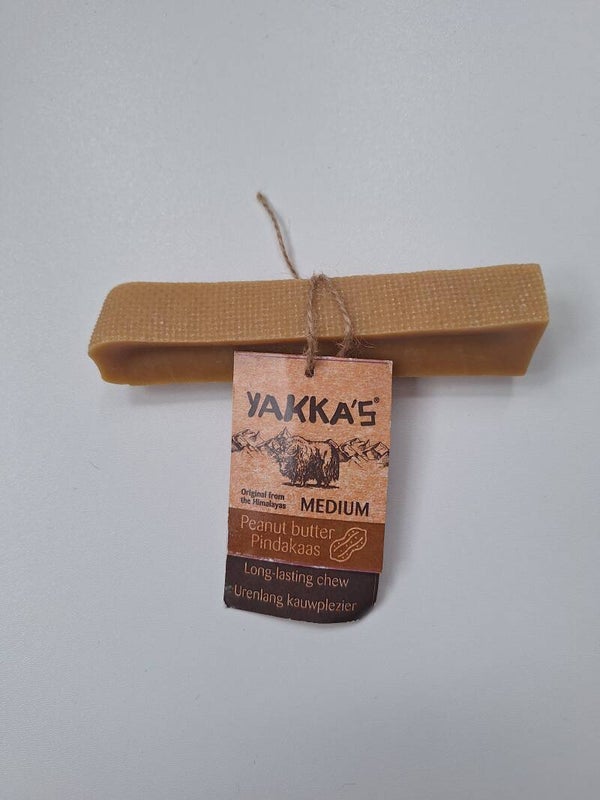 YAKKA'S®
Original from
the Himalayas
MEDIUM
Peanut butter
Pindakaas
Long-lasting chew
Urenlang kauwplezier